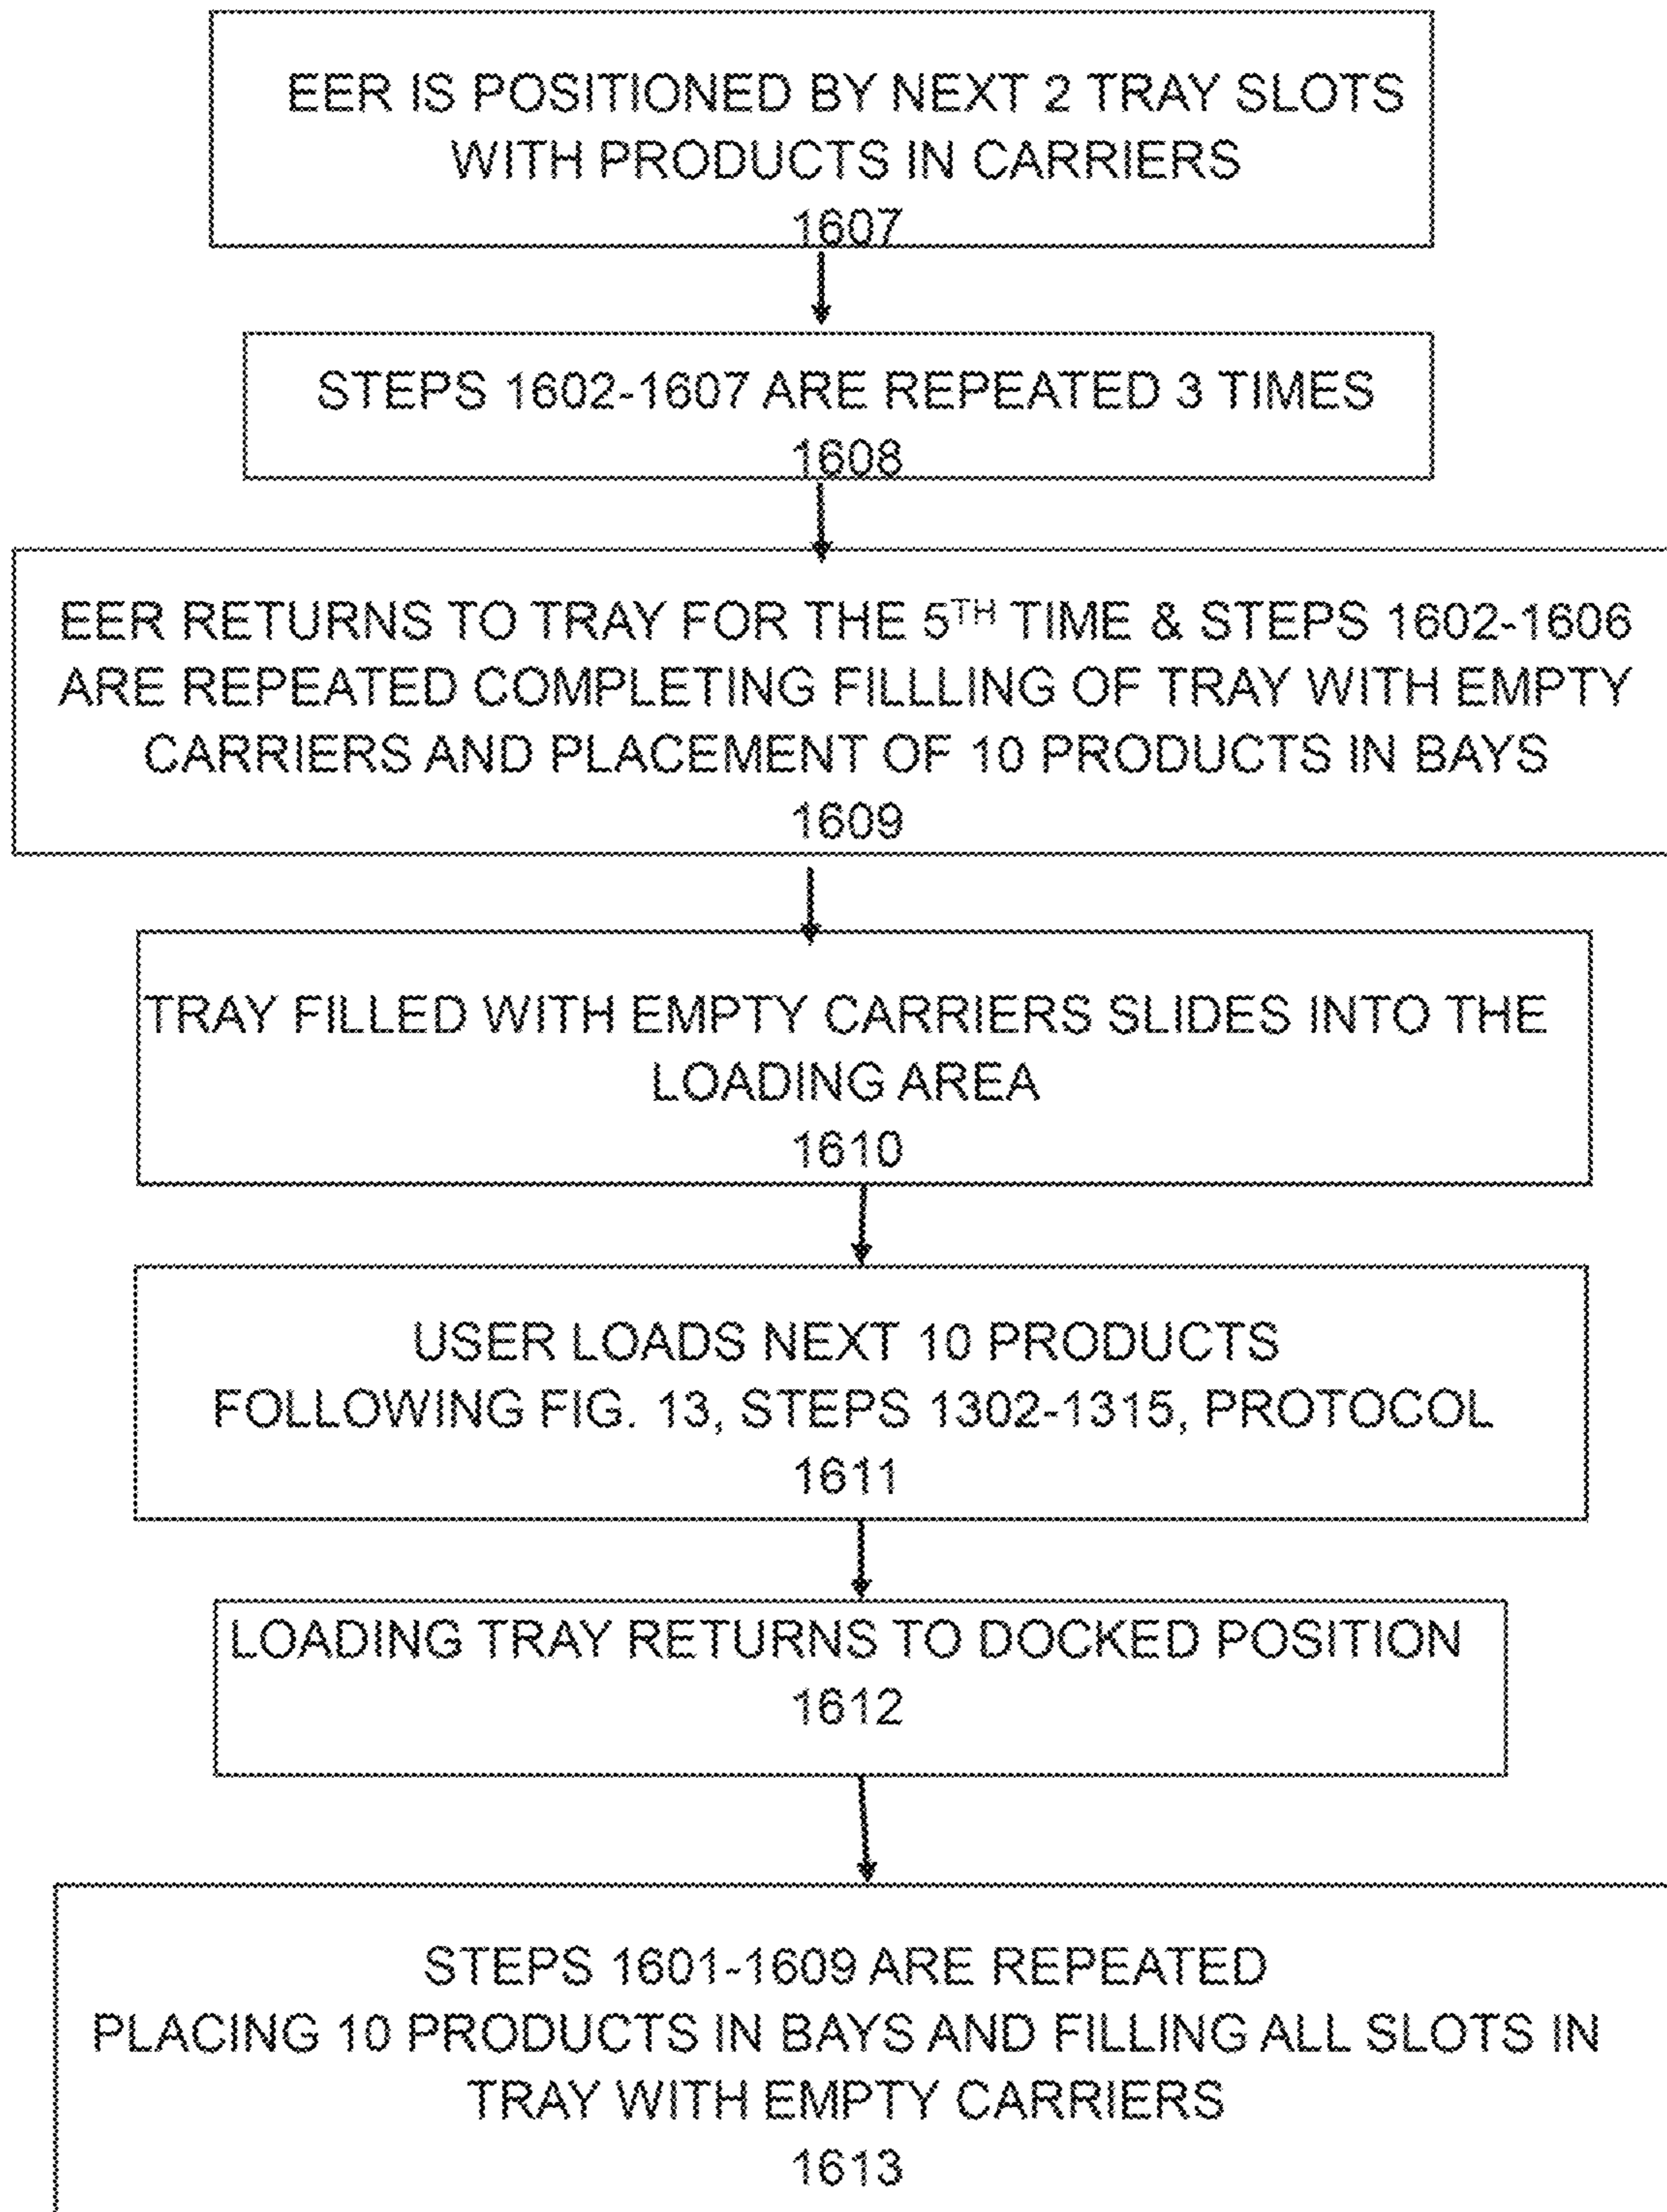 EER IS POSITIONED BY NEXT 2 TRAY SLOTS
WITH PRODUCTS IN CARRIERS
1607
STEPS 1602-1607 ARE REPEATED 3 TIMES
1608
EER RETURNS TO TRAY FOR THE 5TH TIME & STEPS 1602-1606
ARE REPEATED COMPLETING FILLLING OF TRAY WITH EMPTY
CARRIERS AND PLACEMENT OF 10 PRODUCTS IN BAYS
1609
TRAY FILLED WITH EMPTY CARRIERS SLIDES INTO THE
LOADING AREA
1610
USER LOADS NEXT 10 PRODUCTS
FOLLOWING FIG. 13, STEPS 1302-1315, PROTOCOL
1611
LOADING TRAY RETURNS TO DOCKED POSITION
1612
STEPS 1601-1609 ARE REPEATED
PLACING 10 PRODUCTS IN BAYS AND FILLING ALL SLOTS IN
TRAY WITH EMPTY CARRIERS
1613